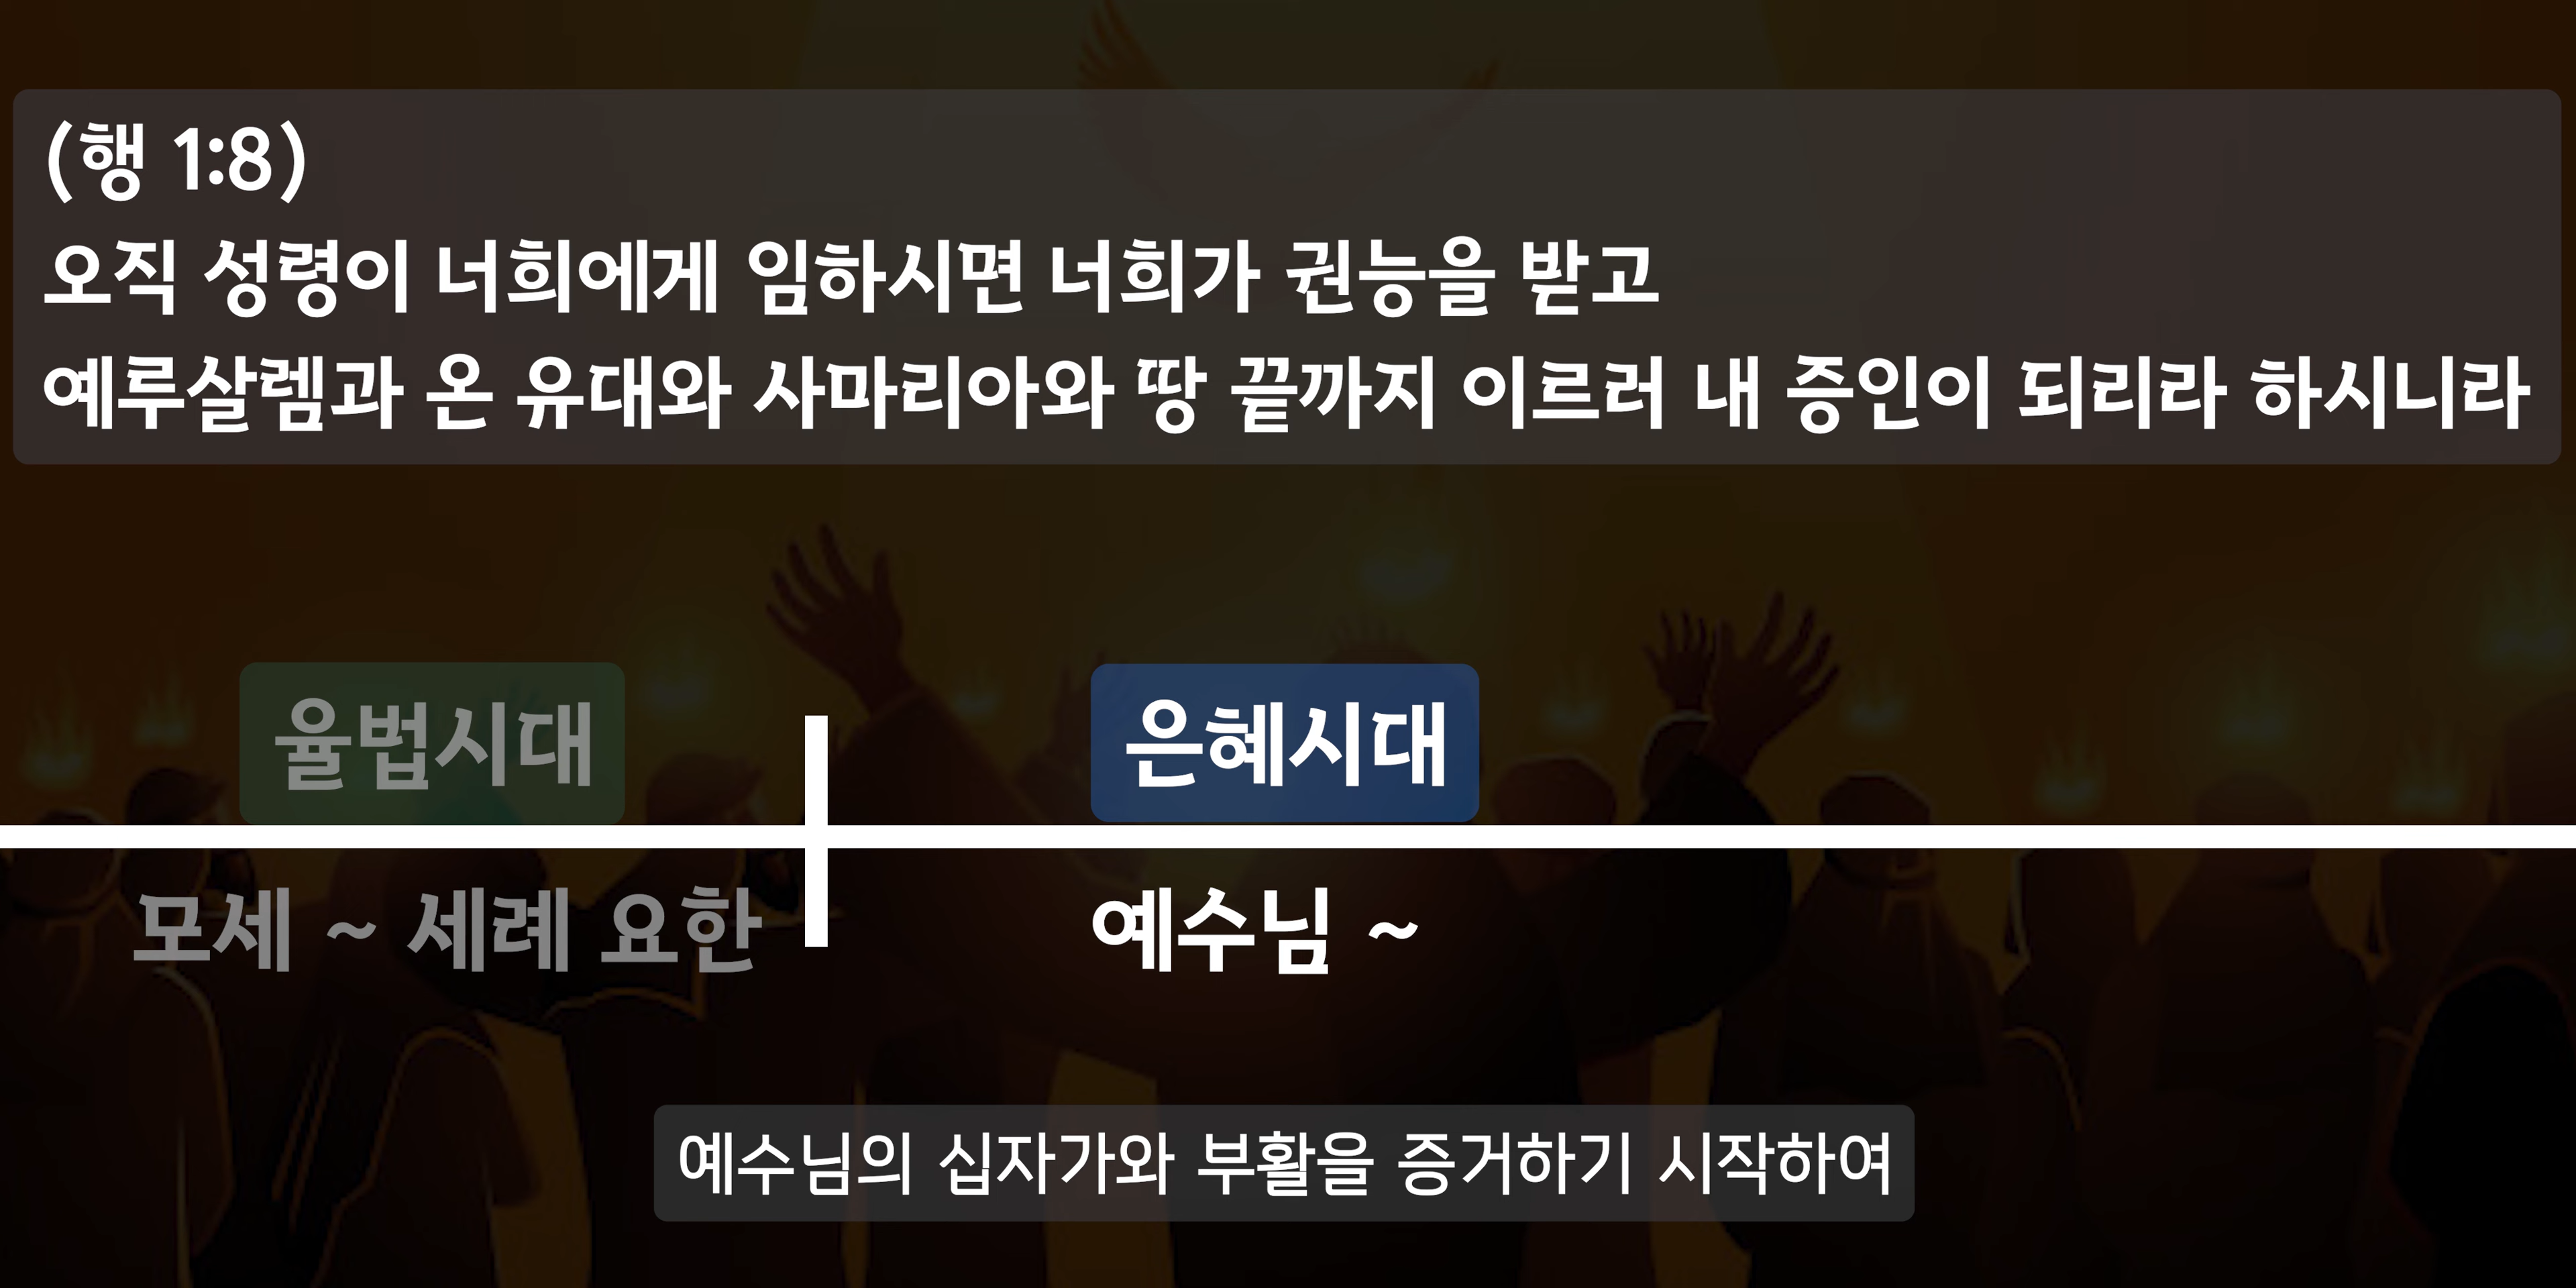 (행 1:8)
오직 성령이 너희에게 임하시면 너희가 권능을 받고
예루살렘과 온 유대와 사마리아와 땅 끝까지 이르러 내 증인이 되리라 하시니라
율법시대
은혜시대
모세 ~ 세례 요한
예수님 ~
예수님의 십자가와 부활을 증거하기 시작하여